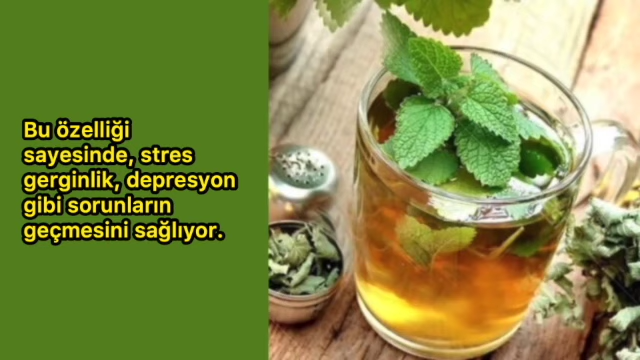 Bu özelliği
sayesinde, stres
gerginlik, depresyon
gibi sorunların
geçmesini sağlıyor.